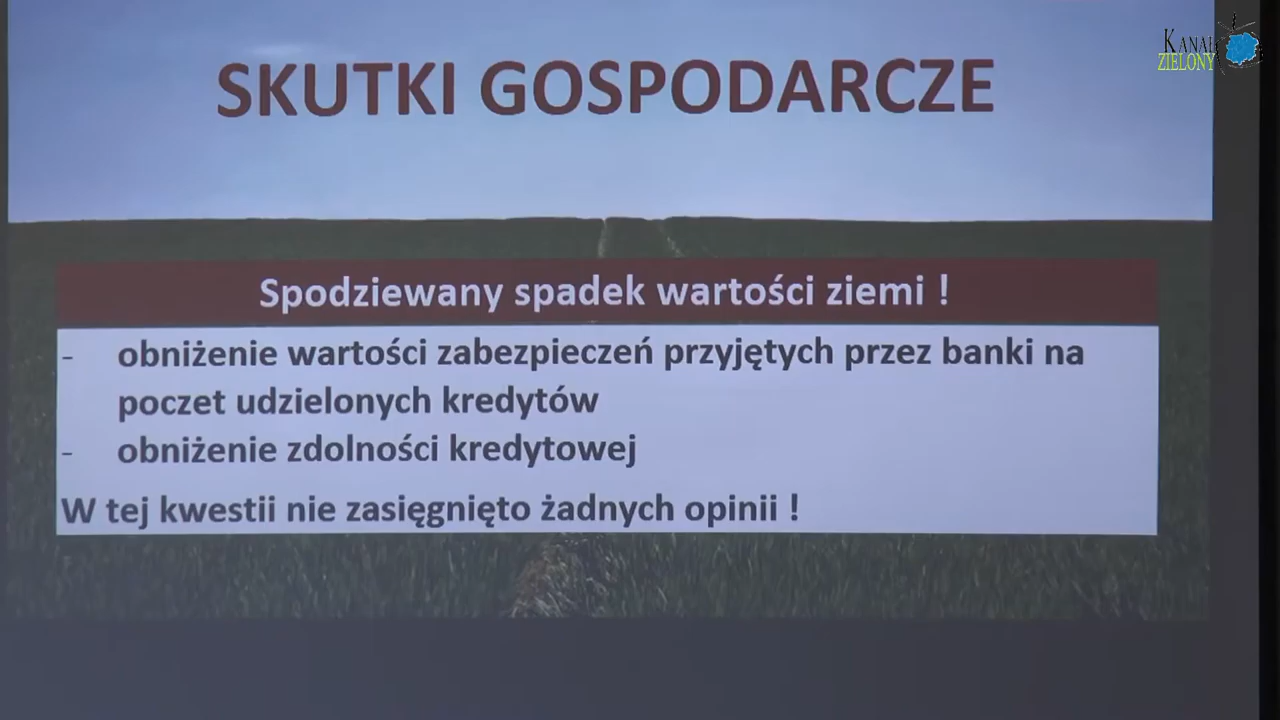 KANAŁ
ZIELONY
SKUTKI GOSPODARCZE
Spodziewany spadek wartości ziemi !
- obniżenie wartości zabezpieczeń przyjętych przez banki na
poczet udzielonych kredytów
- obniżenie zdolności kredytowej
W tej kwestii nie zasięgnięto żadnych opinii !